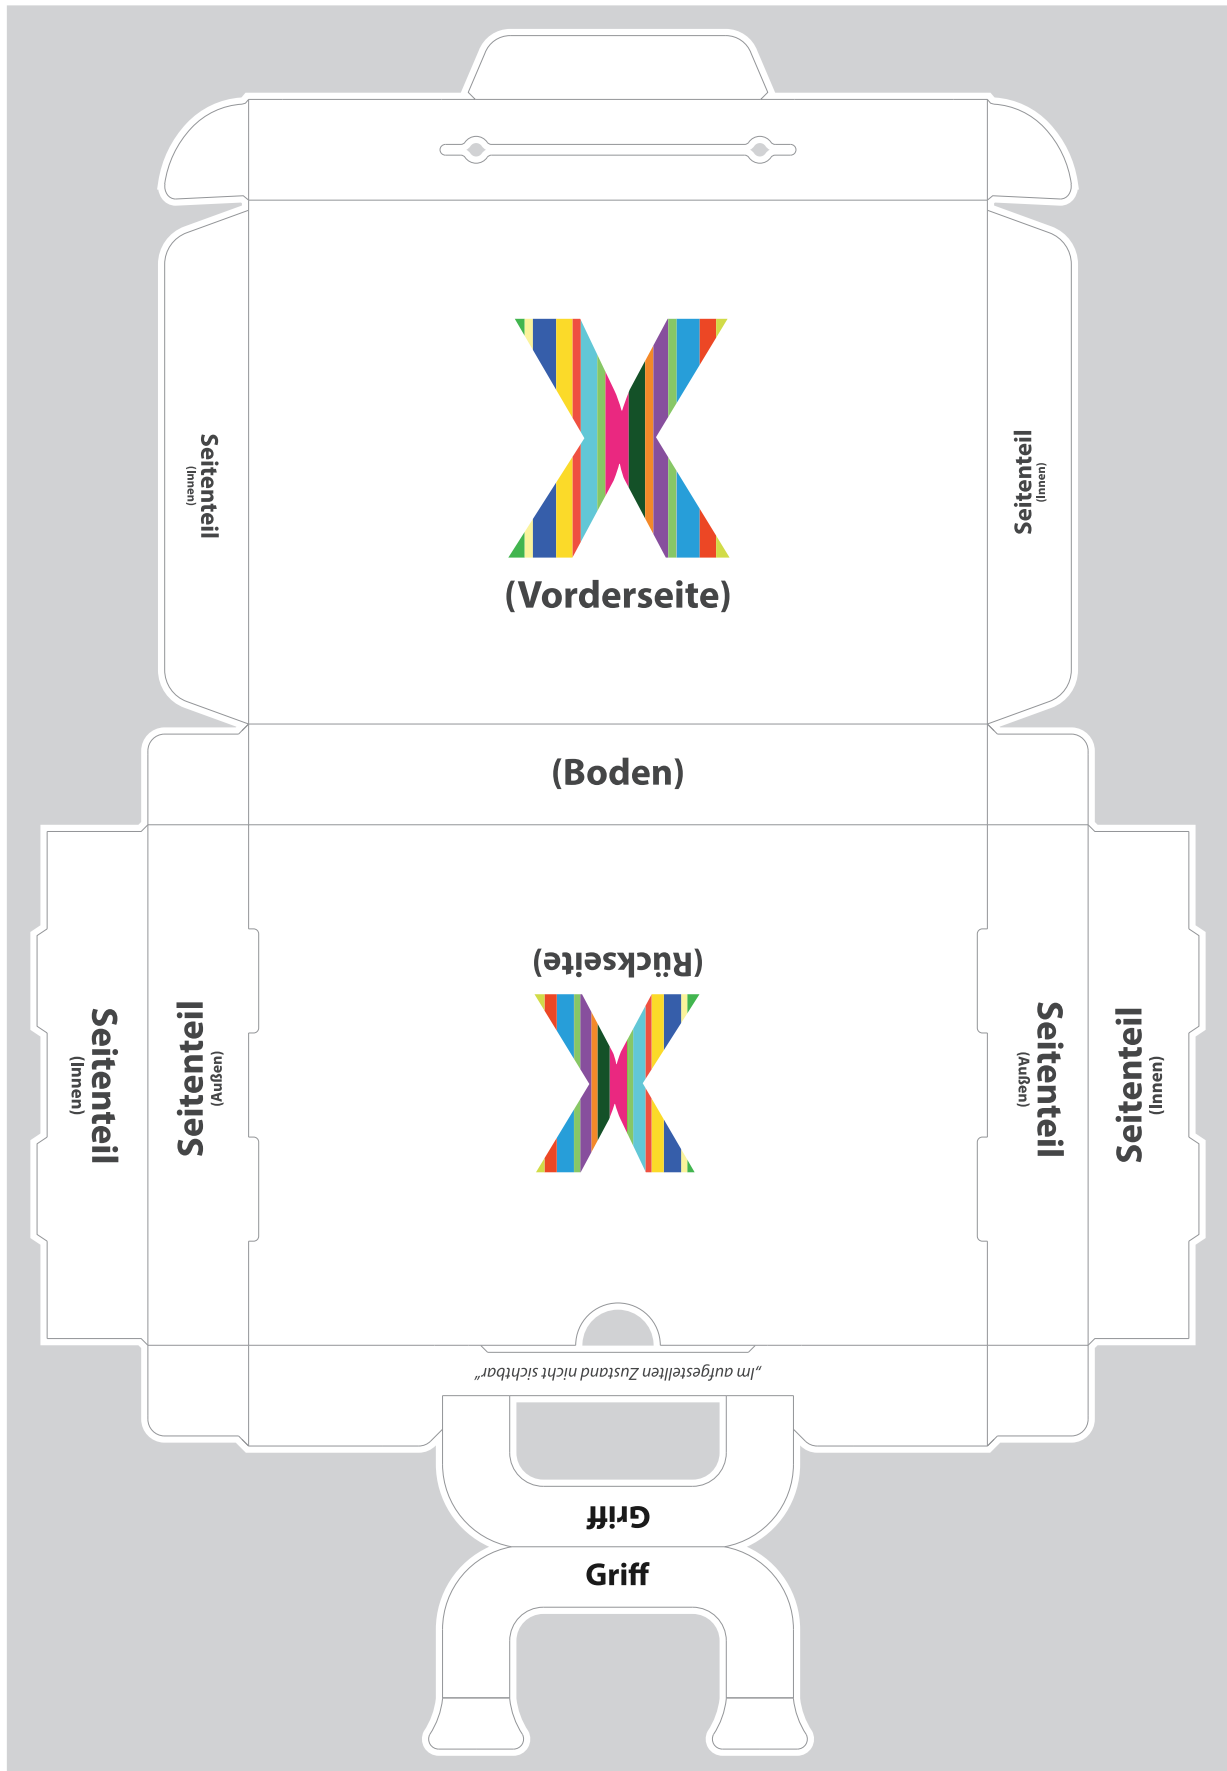 Seitenteil
(Innen)
Seitenteil
(Innen)
X
(Vorderseite)
(Boden)
(Rückseite)
X
Seitenteil
(Innen)
Seitenteil
(Außen)
Seitenteil
(Außen)
Seitenteil
(Innen)
„Im aufgestellten Zustand nicht sichtbar“
Griff
Griff